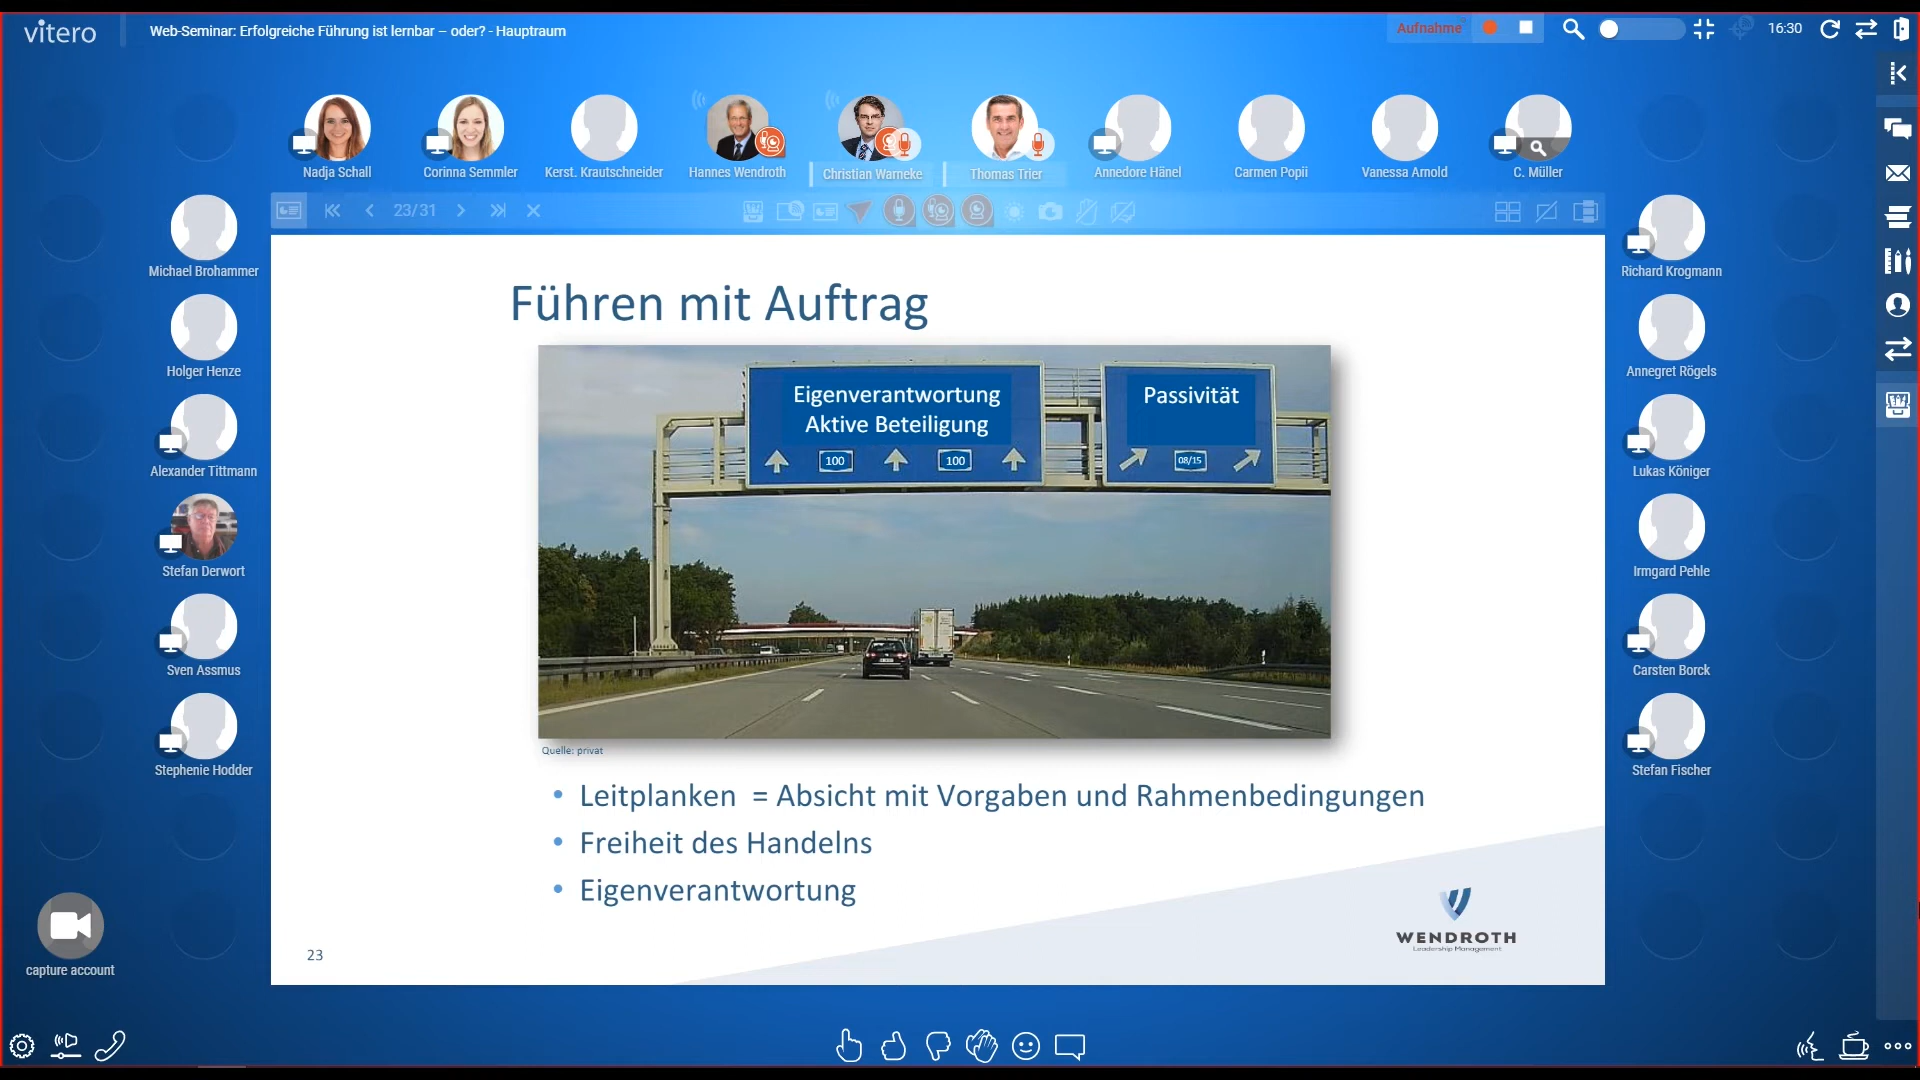 vitero
Web-Seminar: Erfolgreiche Führung ist lernbar – oder? - Hauptraum
Aufnahme
16:30
Nadja Schall
Corinna Semmler
Kerst. Krautschneider
Hannes Wendroth
Christian Warneke
Thomas Trier
Annedore Hänel
Carmen Popii
Vanessa Arnold
C. Müller
23/31
Michael Brohammer
Holger Henze
Alexander Tittmann
Stefan Derwort
Sven Assmus
Stephenie Hodder
capture account
Führen mit Auftrag
Eigenverantwortung
Aktive Beteiligung
100
100
Passivität
08/15
Quelle: privat
• Leitplanken = Absicht mit Vorgaben und Rahmenbedingungen
• Freiheit des Handelns
• Eigenverantwortung
WENDROTH
Leadership Management
23
Richard Krogmann
Annegret Rögels
Lukas Königer
Irmgard Pehle
Carsten Borck
Stefan Fischer